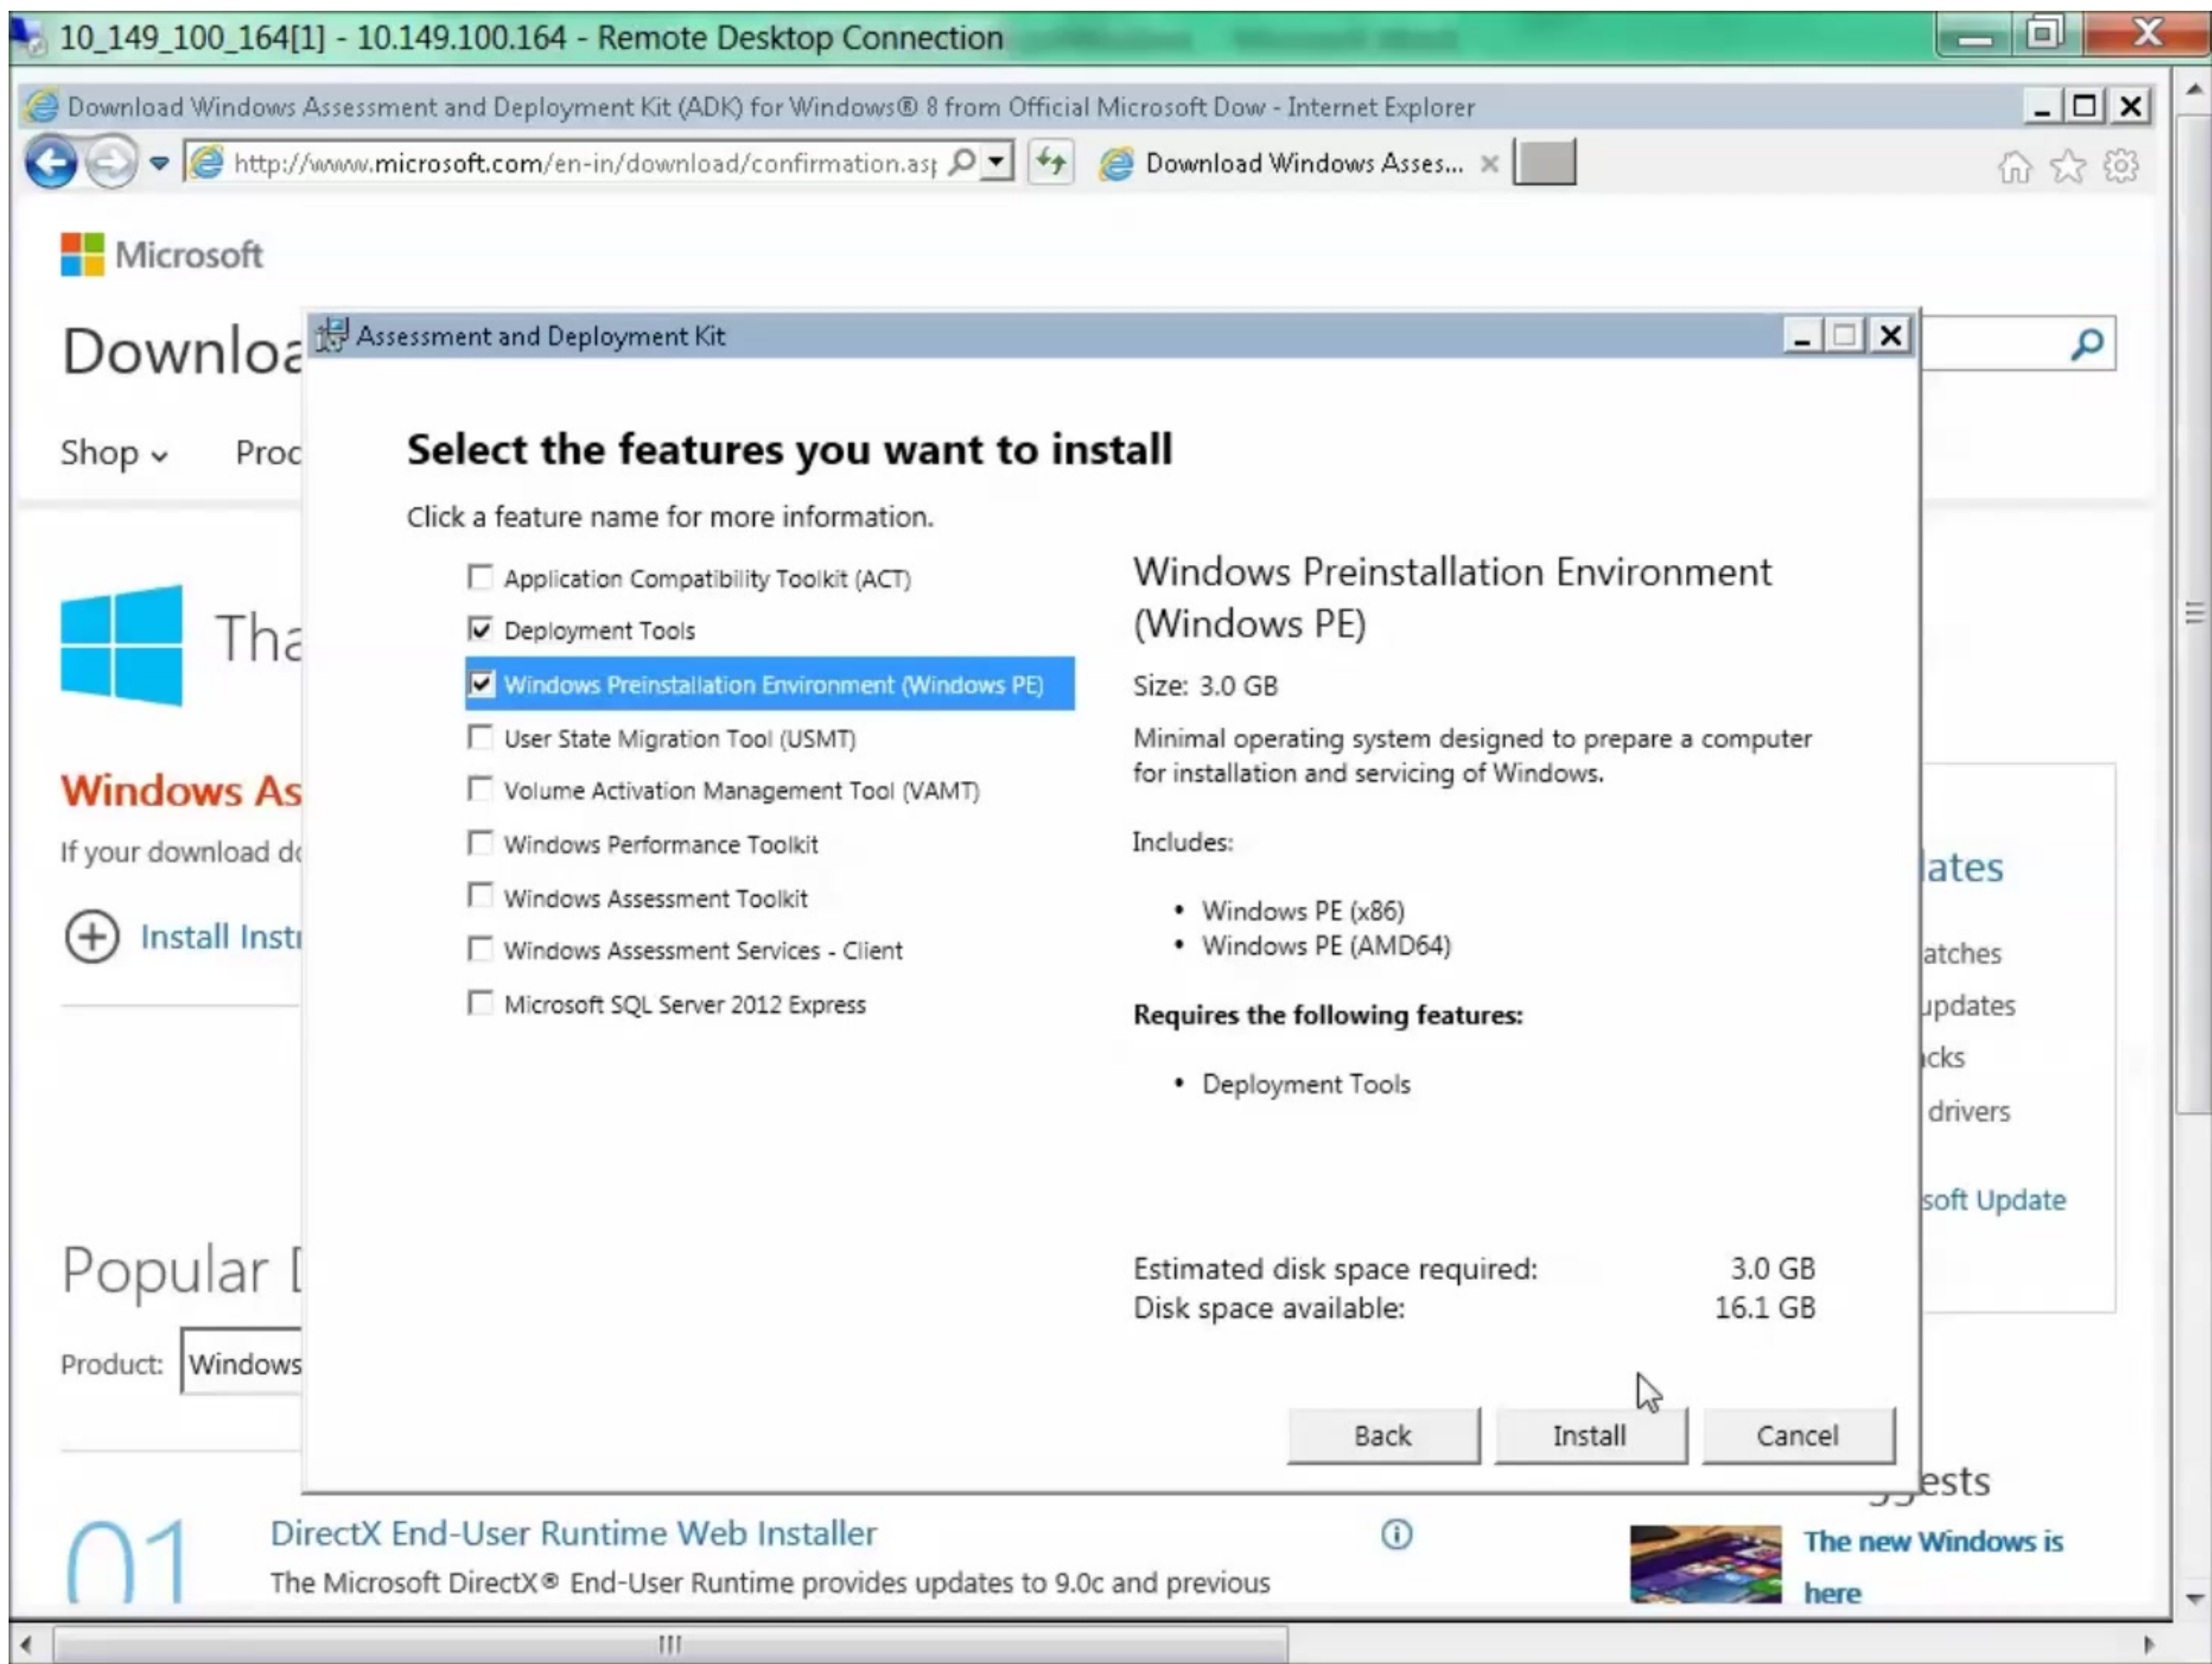 10_149_100_164[1] - 10.149.100.164 - Remote Desktop Connection
Download Windows Assessment and Deployment Kit (ADK) for Windows® 8 from Official Microsoft Dow - Internet Explorer
http://www.microsoft.com/en-in/download/confirmation.asp
Download Windows Asses...
Microsoft
Downloa
Assessment and Deployment Kit
Shop
Proc
Select the features you want to install
Click a feature name for more information.
Application Compatibility Toolkit (ACT)
Deployment Tools
Windows Preinstallation Environment (Windows PE)
User State Migration Tool (USMT)
Volume Activation Management Tool (VAMT)
Windows Performance Toolkit
Windows Assessment Toolkit
Windows Assessment Services - Client
Microsoft SQL Server 2012 Express
Windows Preinstallation Environment
(Windows PE)
Size: 3.0 GB
Minimal operating system designed to prepare a computer
for installation and servicing of Windows.
Includes:
• Windows PE (x86)
• Windows PE (AMD64)
Requires the following features:
• Deployment Tools
Estimated disk space required: 3.0 GB
Disk space available: 16.1 GB
Back
Install
Cancel
Tha
Windows As
If your download do
Install Inst
ates
atches
updates
cks
drivers
soft Update
Popular
Product: Windows
ests
01
DirectX End-User Runtime Web Installer
The Microsoft DirectX® End-User Runtime provides updates to 9.0c and previous
The new Windows is
here